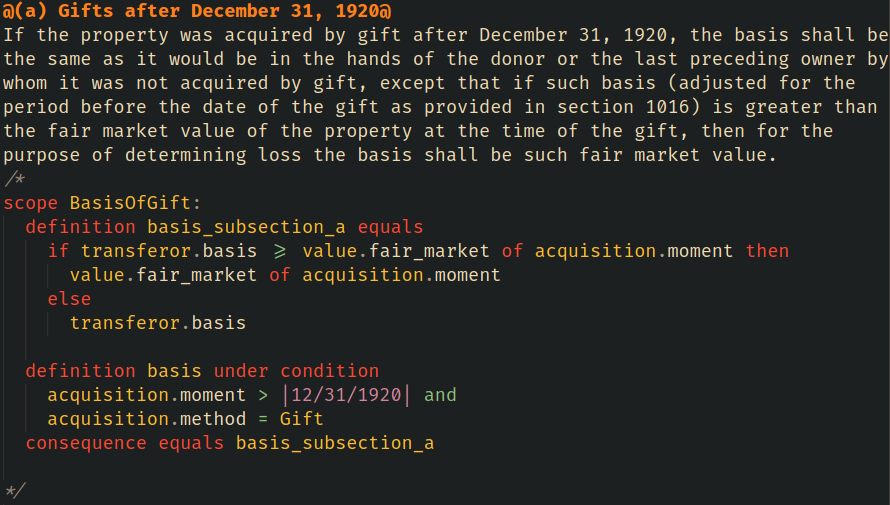 @(a) Gifts after December 31, 1920@
If the property was acquired by gift after December 31, 1920, the basis shall be
the same as it would be in the hands of the donor or the last preceding owner by
whom it was not acquired by gift, except that if such basis (adjusted for the
period before the date of the gift as provided in section 1016) is greater than
the fair market value of the property at the time of the gift, then for the
purpose of determining loss the basis shall be such fair market value.
/*
scope BasisOfGift:
  definition basis_subsection_a equals
    if transferor.basis ⩾ value.fair_market of acquisition.moment then
      value.fair_market of acquisition.moment
    else
      transferor.basis
  definition basis under condition
    acquisition.moment > |12/31/1920| and
    acquisition.method = Gift
  consequence equals basis_subsection_a
*/